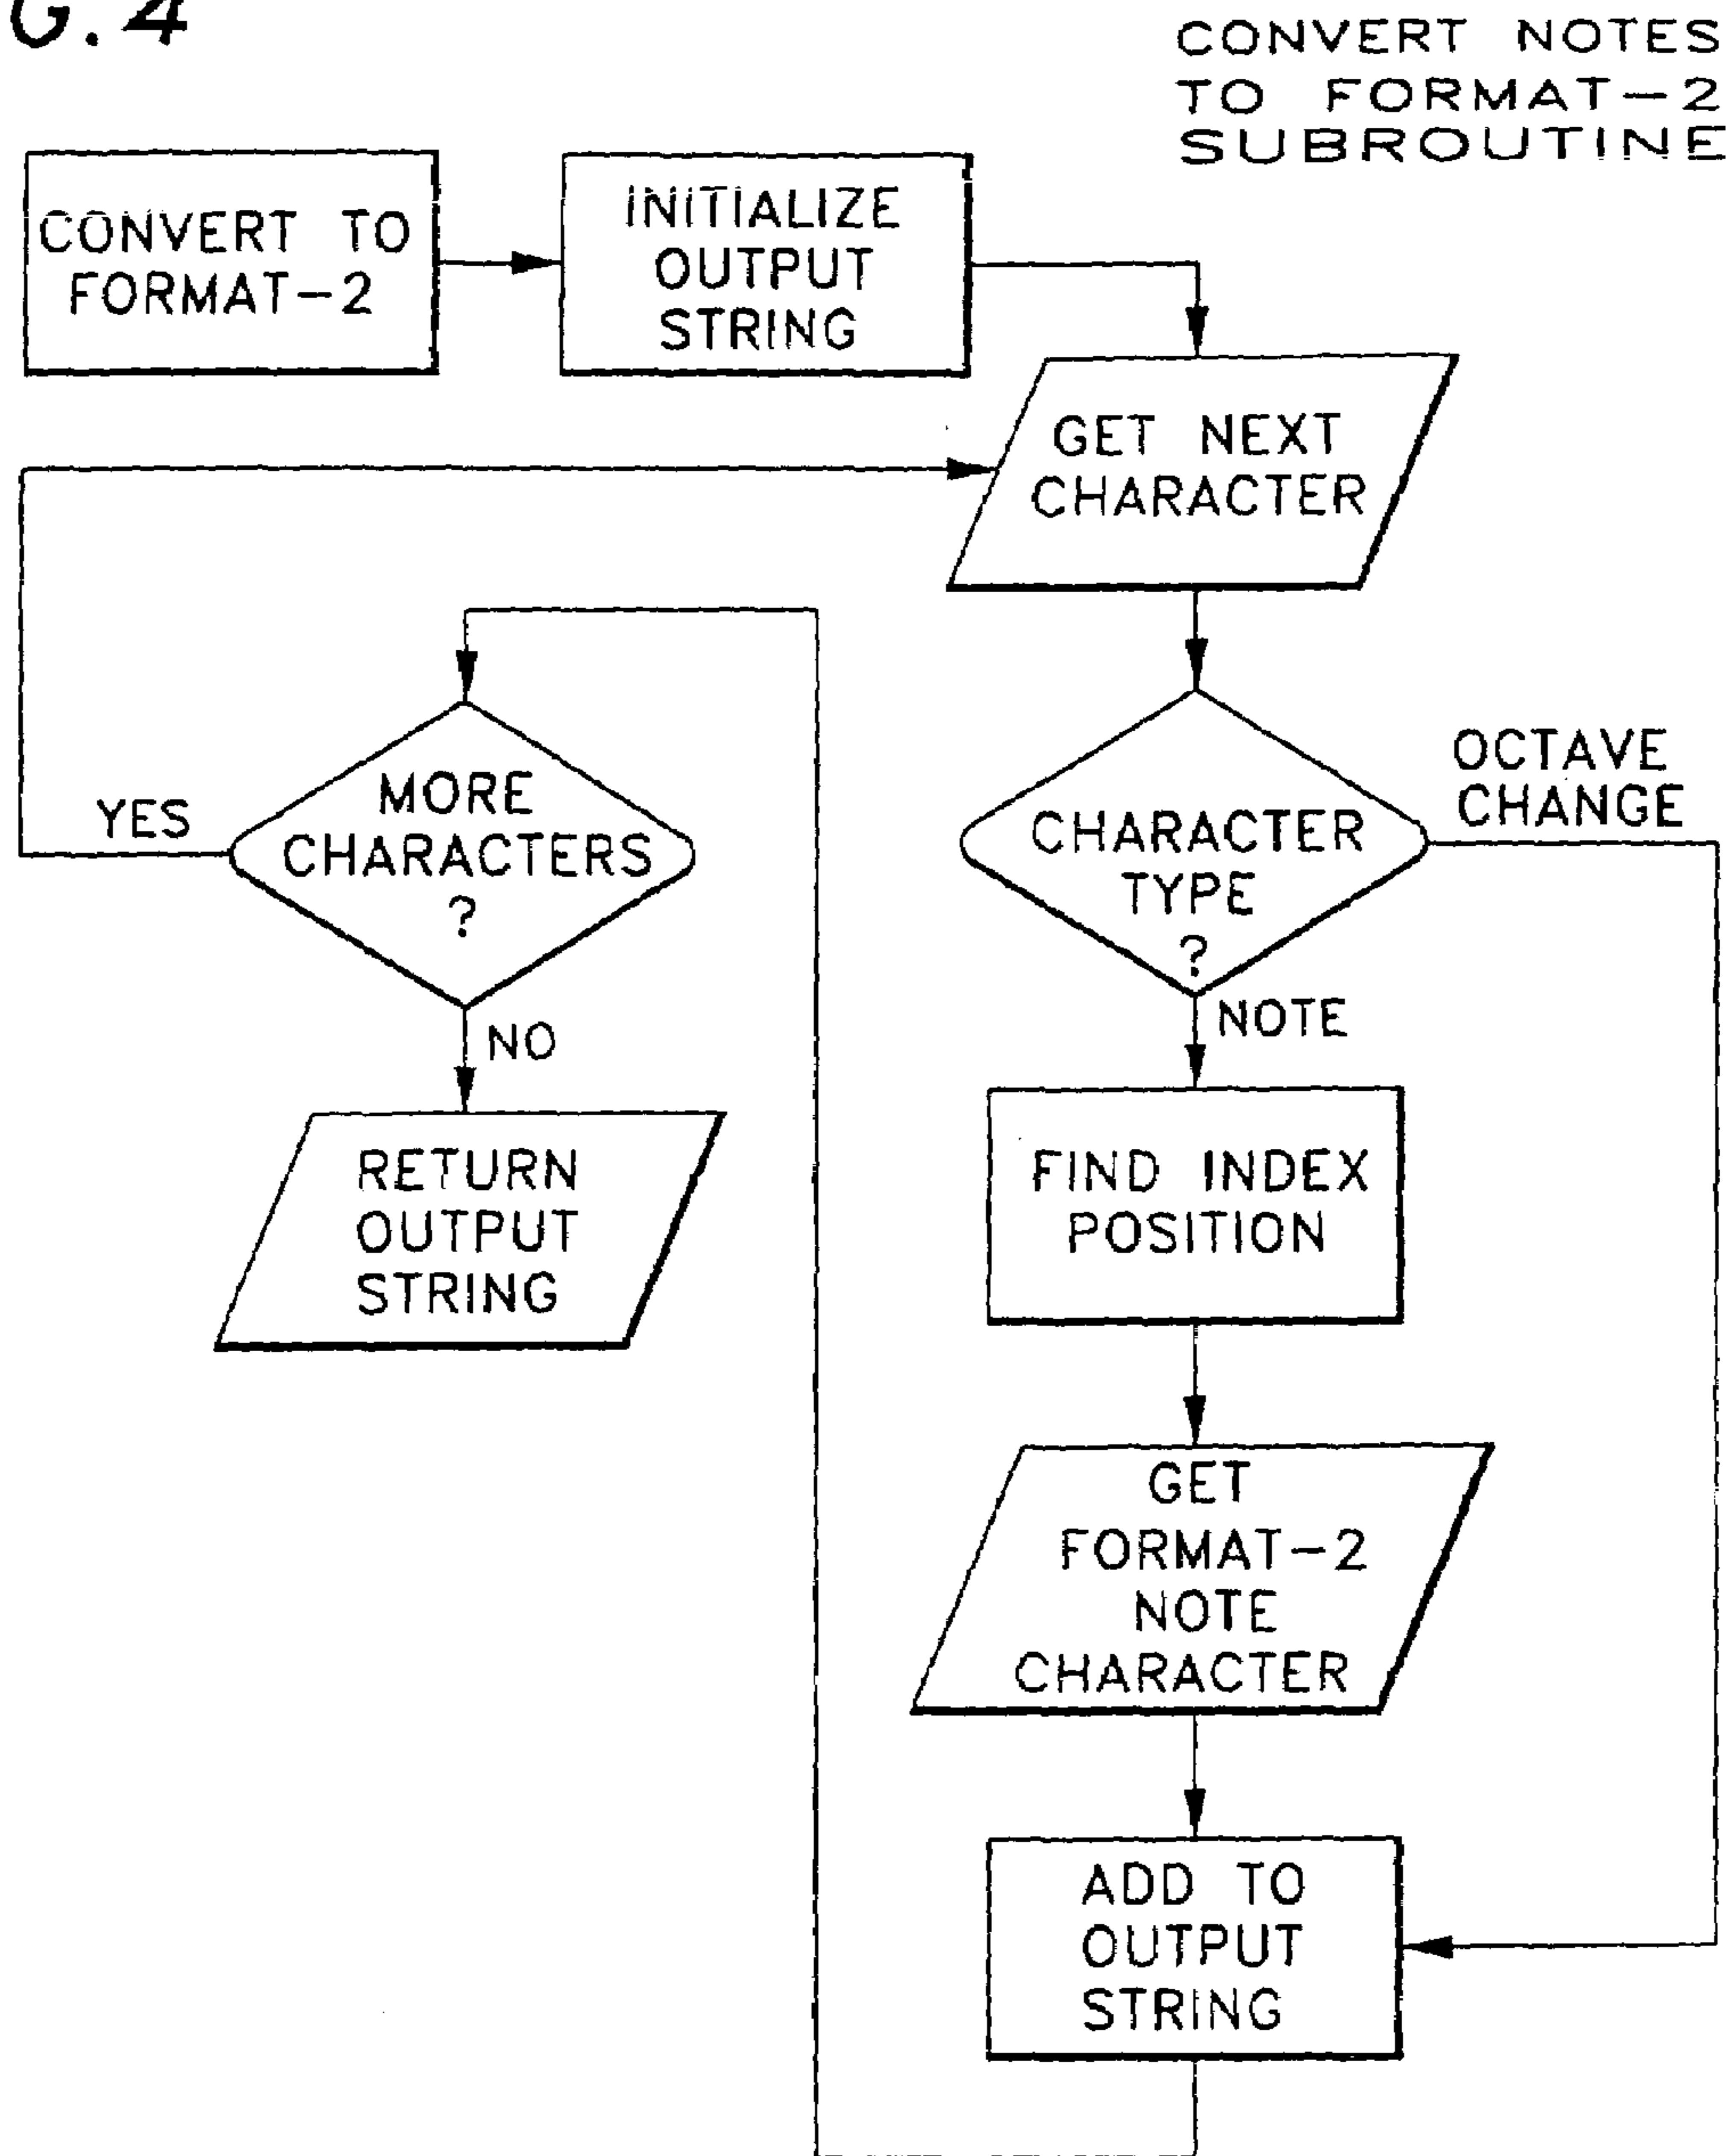 G. 4
CONVERT NOTES
TO FORMAT-2
SUBROUTINE
CONVERT TO
FORMAT-2
INITIALIZE
OUTPUT
STRING
GET NEXT
CHARACTER
CHARACTER
TYPE
?
OCTAVE
CHANGE
NOTE
FIND INDEX
POSITION
GET
FORMAT-2
NOTE
CHARACTER
ADD TO
OUTPUT
STRING
MORE
CHARACTERS
?
YES
NO
RETURN
OUTPUT
STRING